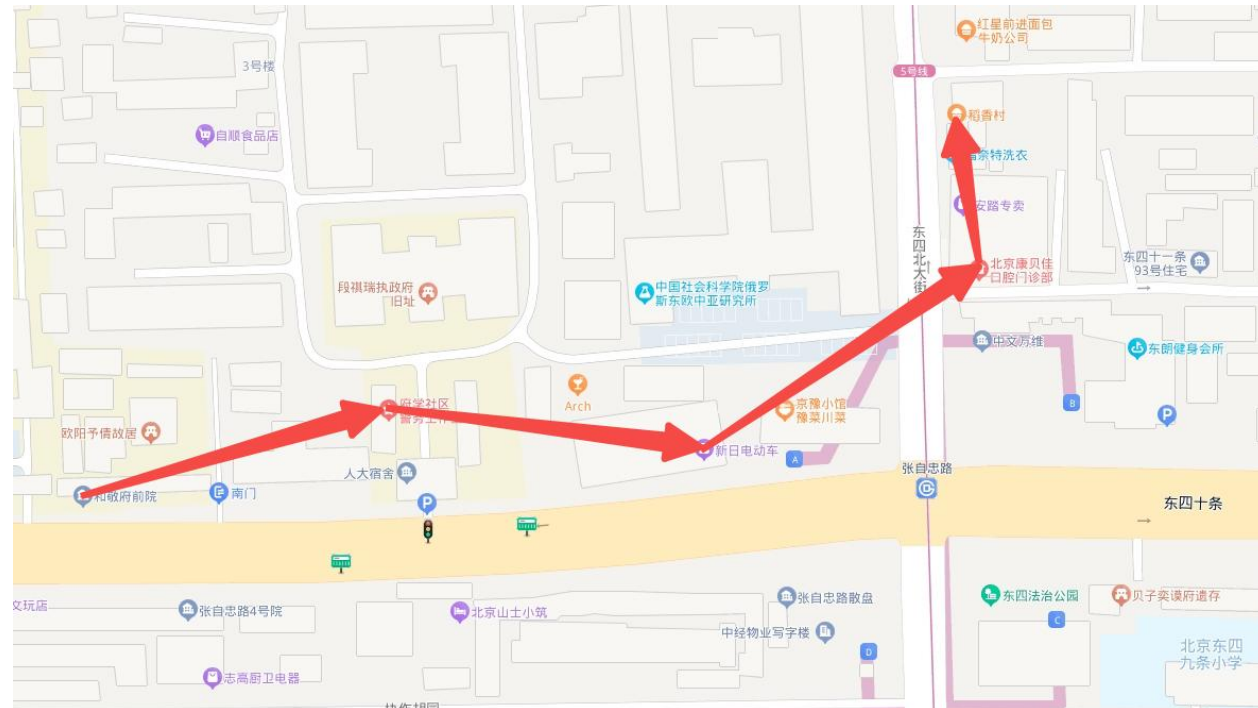 红星前进面包
牛奶公司
3号楼
5号线
稻香村
自顺食品店
奈特洗衣
安踏专卖
东四北大街
北京康贝佳
口腔门诊部
东四十一条
93号住宅
段祺瑞执政府
旧址
中国社会科学院俄罗
斯东欧中亚研究所
中文万维
东朗健身会所
Arch
府学社区
京豫小馆
豫菜川菜
B
P
欧阳予倩故居
新日电动车
A
人大宿舍
张自忠路
和敬府前院
南门
P
东四十条
文玩店
张自忠路4号院
北京山士小筑
张自忠路散盘
东四法治公园
贝子奕谟府遗存
C
中经物业写字楼
D
北京东四
九条小学
志高厨卫电器
协作胡同